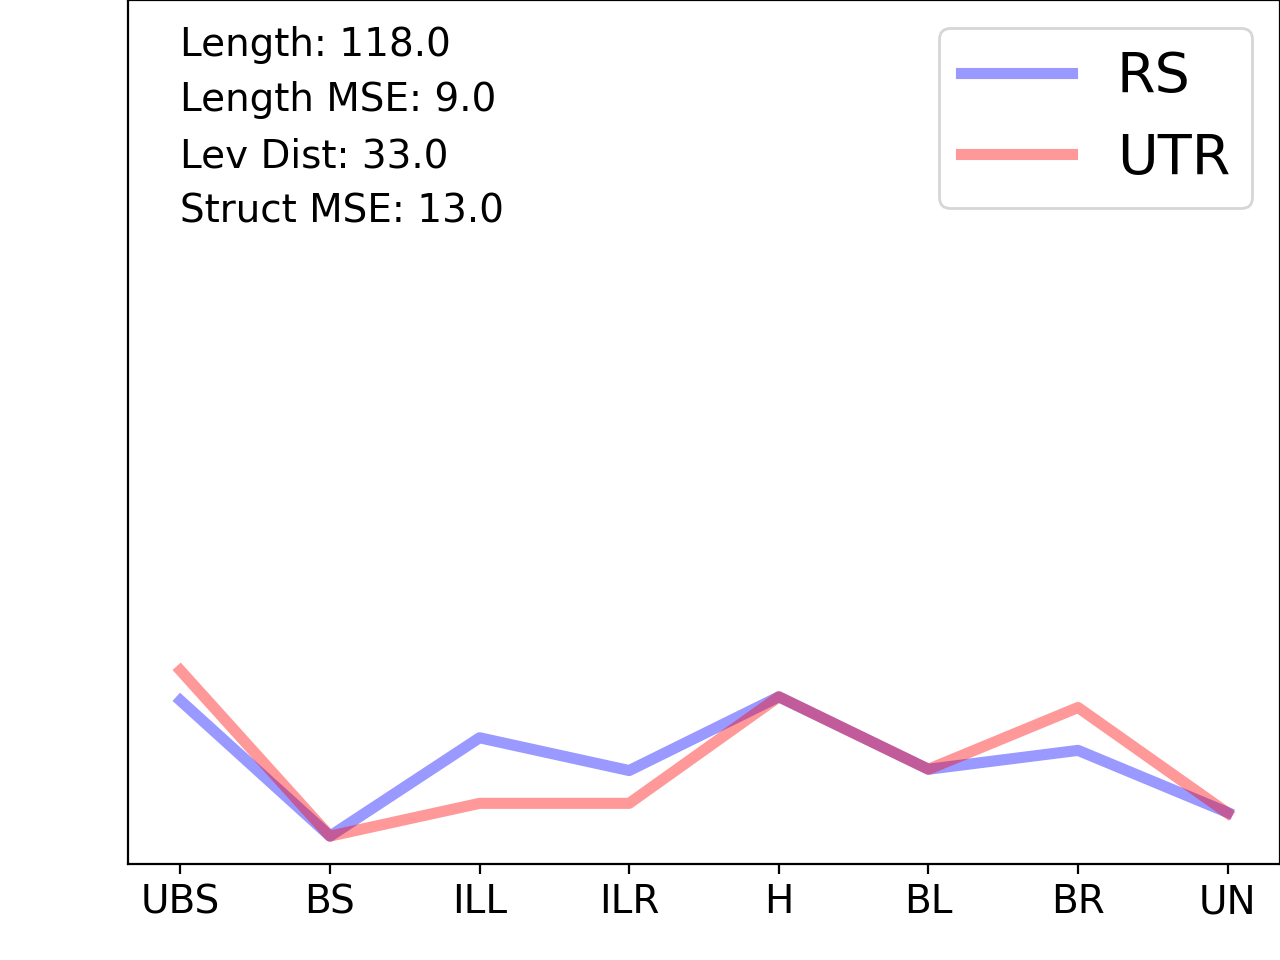 Length: 118.0
Length MSE: 9.0
Lev Dist: 33.0
Struct MSE: 13.0
RS
UTR
UBS BS ILL ILR H BL BR UN